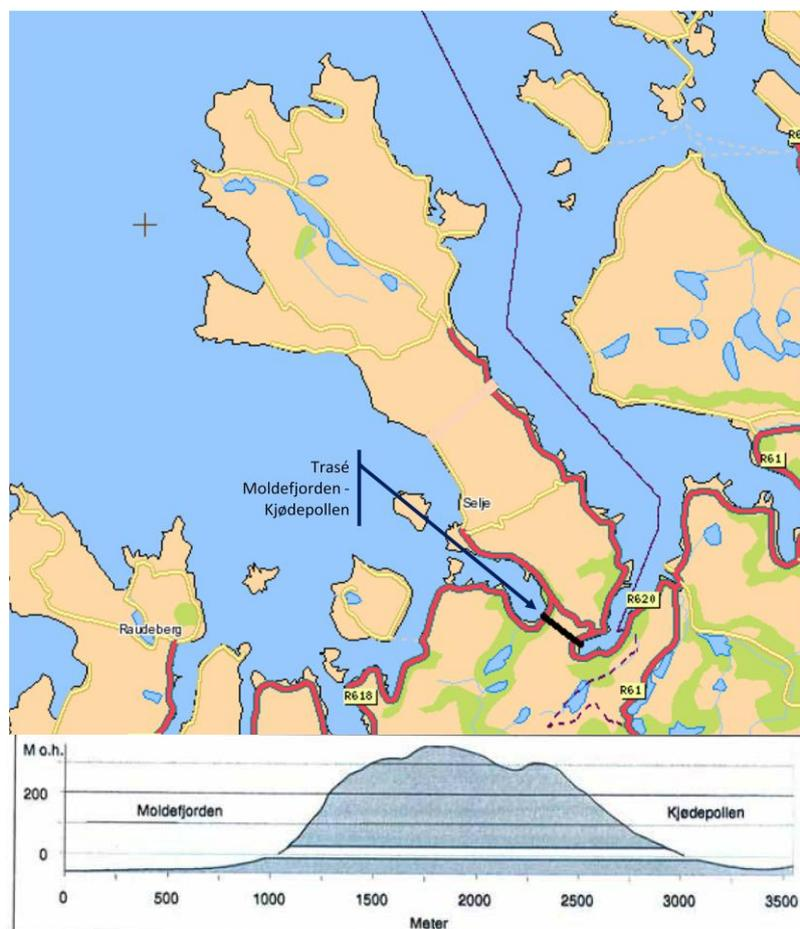 R61
Trasé
Moldefjorden -
Kjødepollen
Selje
R620
Raudeberg
R618
R61
M o.h.
200
Moldefjorden
Kjødepollen
0
0
500
1000
1500
2000
2500
3000
3500
Meter